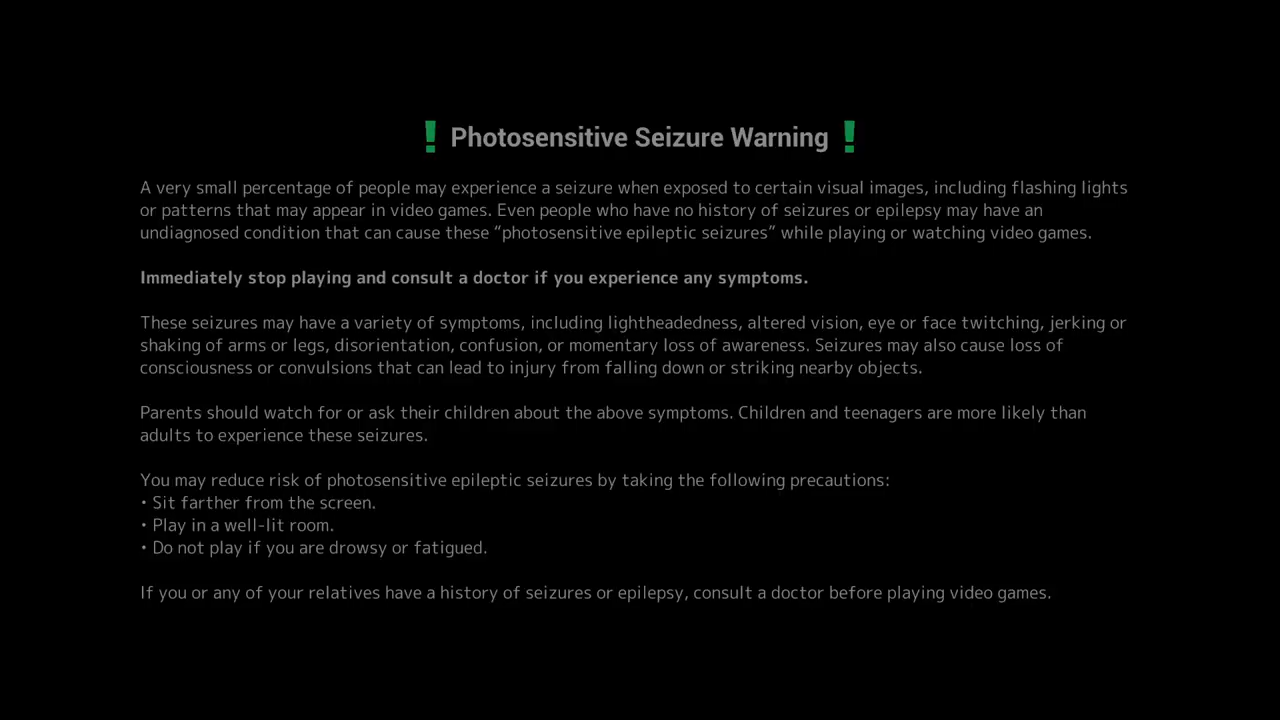 ! Photosensitive Seizure Warning !
A very small percentage of people may experience a seizure when exposed to certain visual images, including flashing lights
or patterns that may appear in video games. Even people who have no history of seizures or epilepsy may have an
undiagnosed condition that can cause these “photosensitive epileptic seizures” while playing or watching video games.
Immediately stop playing and consult a doctor if you experience any symptoms.
These seizures may have a variety of symptoms, including lightheadedness, altered vision, eye or face twitching, jerking or
shaking of arms or legs, disorientation, confusion, or momentary loss of awareness. Seizures may also cause loss of
consciousness or convulsions that can lead to injury from falling down or striking nearby objects.
Parents should watch for or ask their children about the above symptoms. Children and teenagers are more likely than
adults to experience these seizures.
You may reduce risk of photosensitive epileptic seizures by taking the following precautions:
• Sit farther from the screen.
• Play in a well-lit room.
• Do not play if you are drowsy or fatigued.
If you or any of your relatives have a history of seizures or epilepsy, consult a doctor before playing video games.